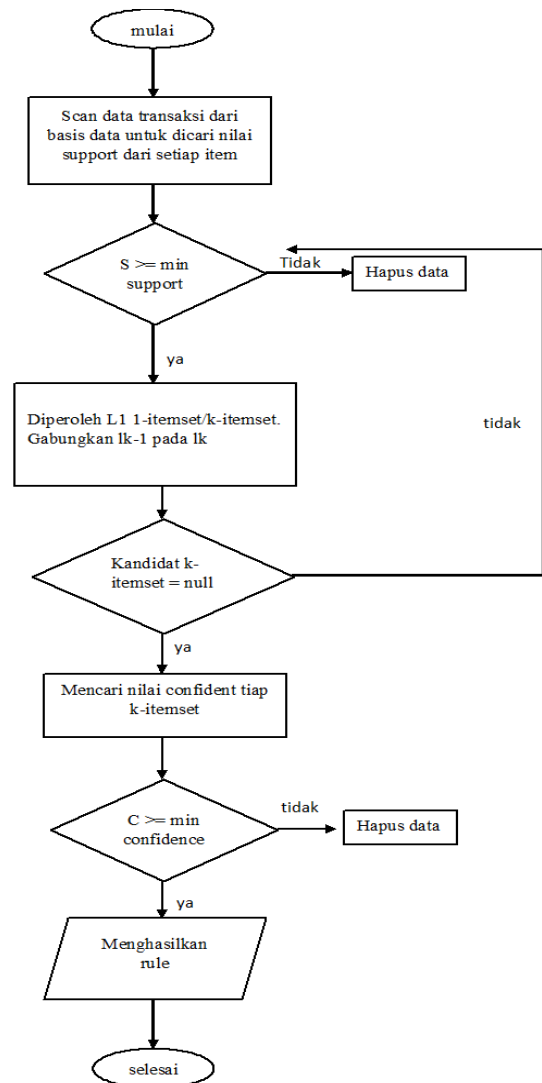 mulai
Scan data transaksi dari
basis data untuk dicari nilai
support dari setiap item
S >= min
support
Tidak
Hapus data
ya
Diperoleh L1 1-itemset/k-itemset.
Gabungkan lk-1 pada lk
tidak
Kandidat k-
itemset = null
ya
Mencari nilai confident tiap
k-itemset
C >= min
confidence
tidak
Hapus data
ya
Menghasilkan
rule
selesai